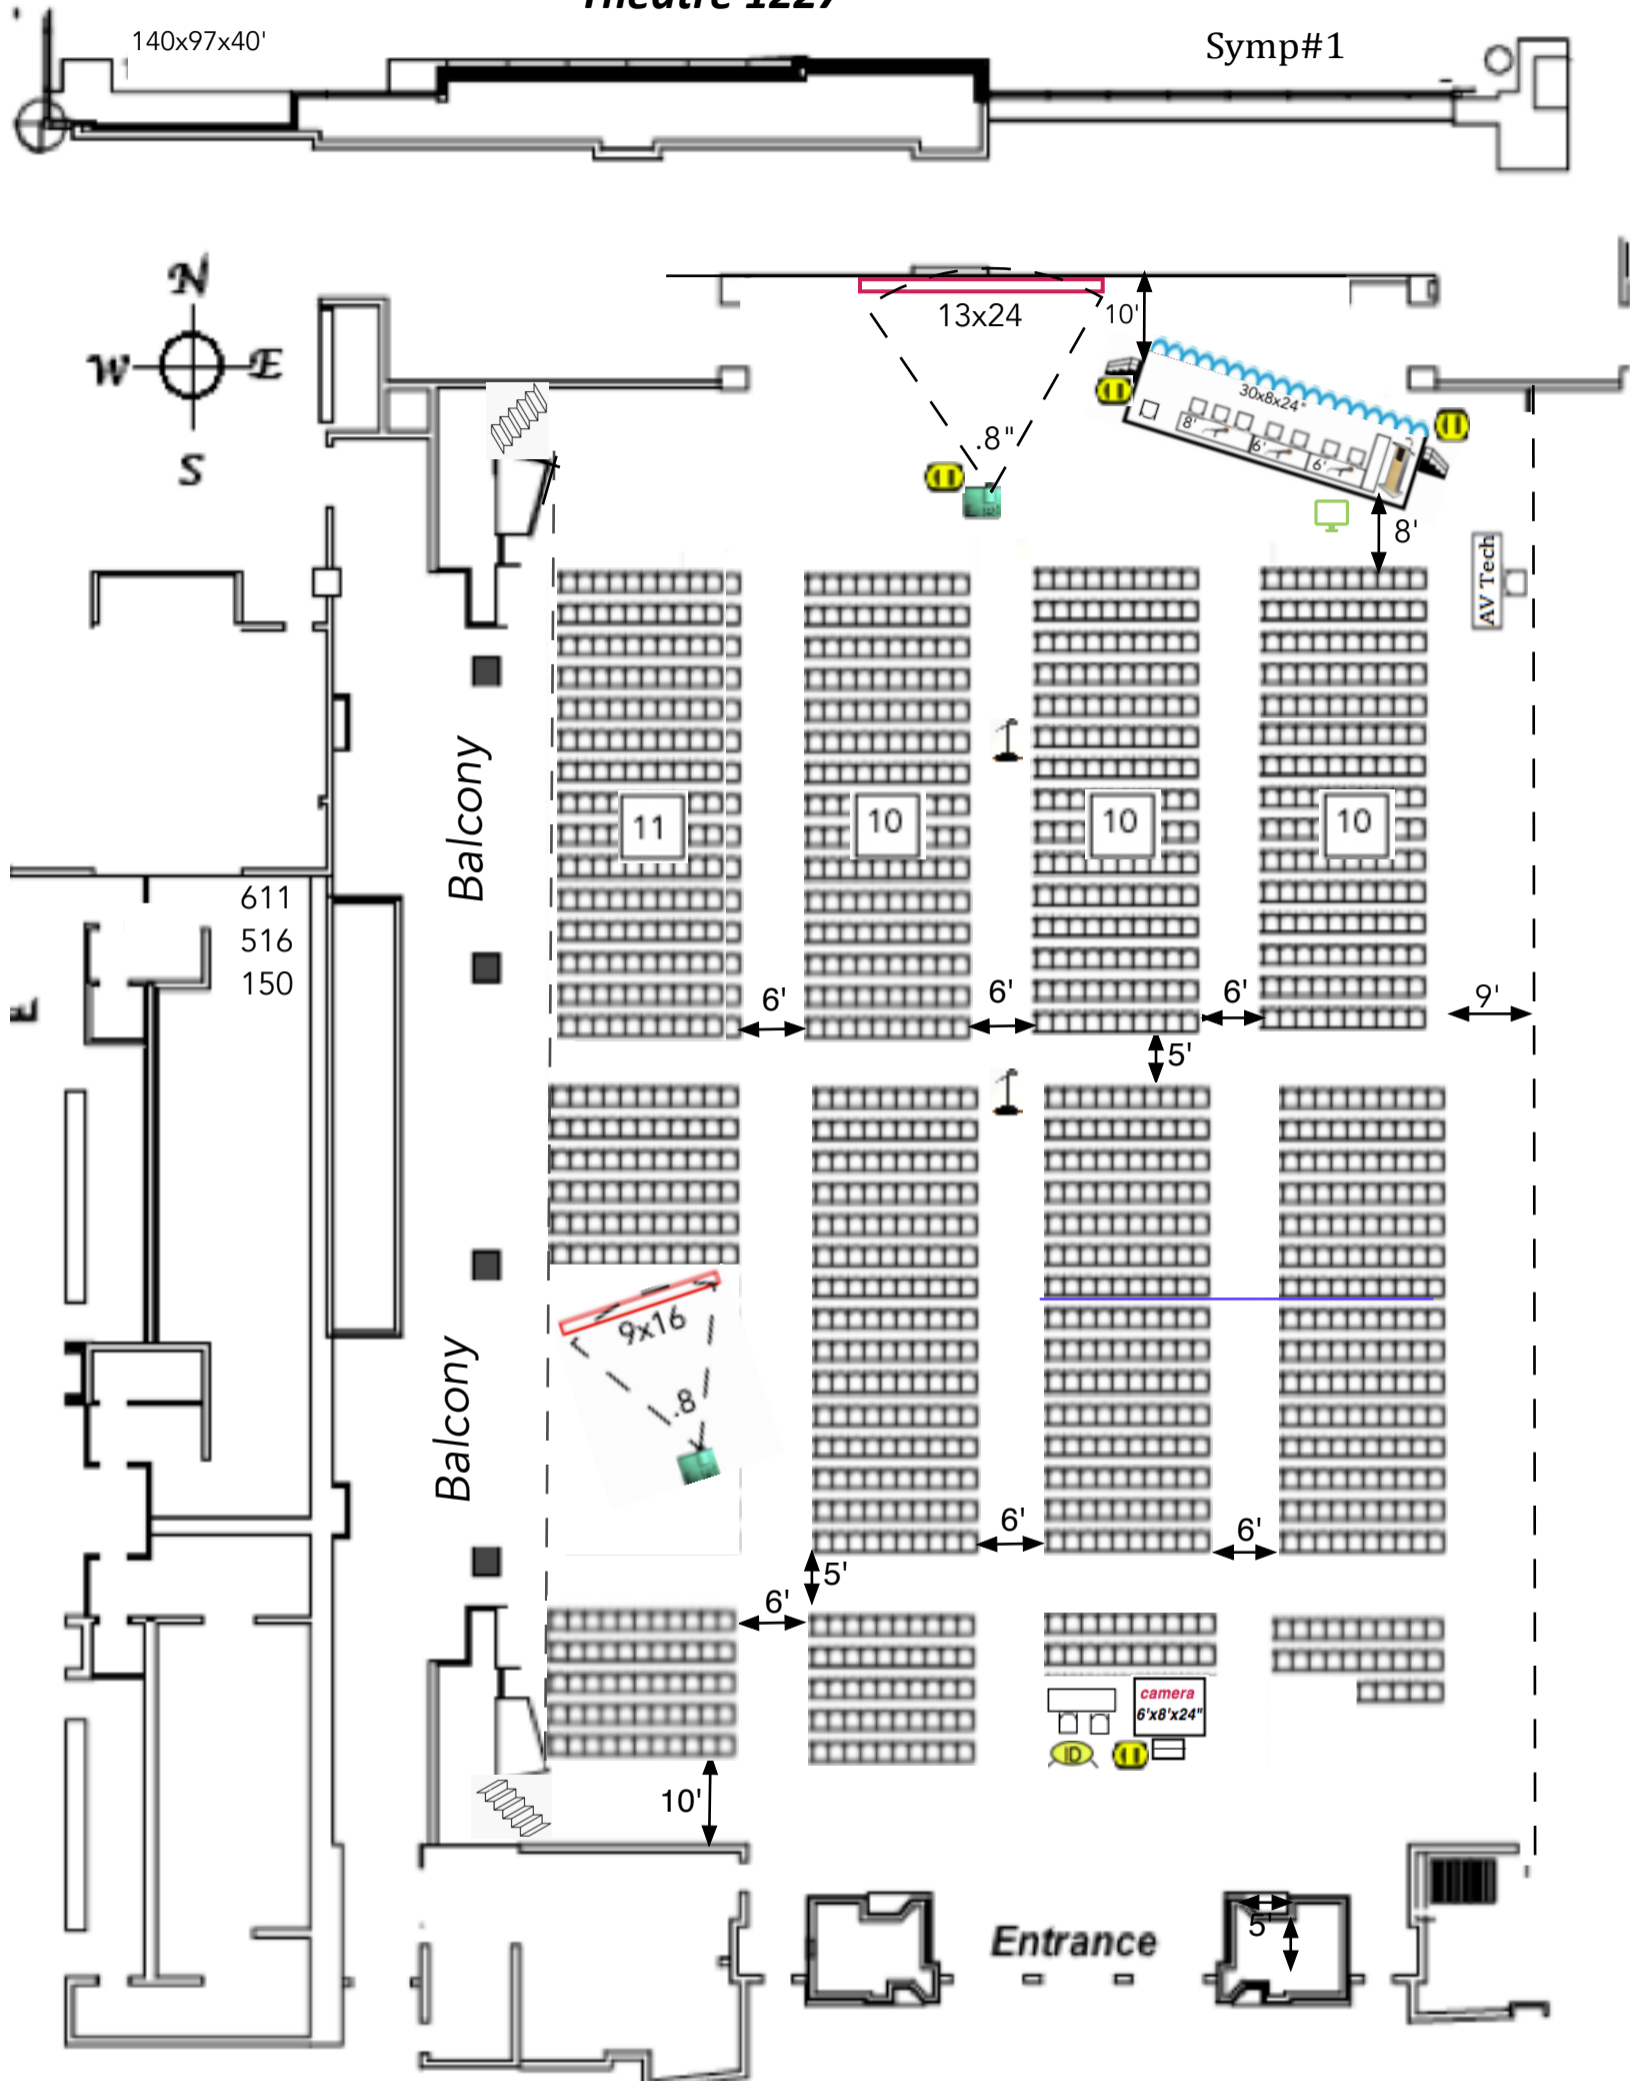 Theatre 1227
140x97x40'
Symp#1
N
W E
S
13x24
10'
30x8x24"
8'
6'
6'
.8"
8'
AV Tech
Balcony
11
10
10
10
611
516
150
6'
6'
6'
9'
5'
9x16
.8
Balcony
6'
6'
5'
6'
camera
6'x8'x24"
ID
10'
Entrance
5'